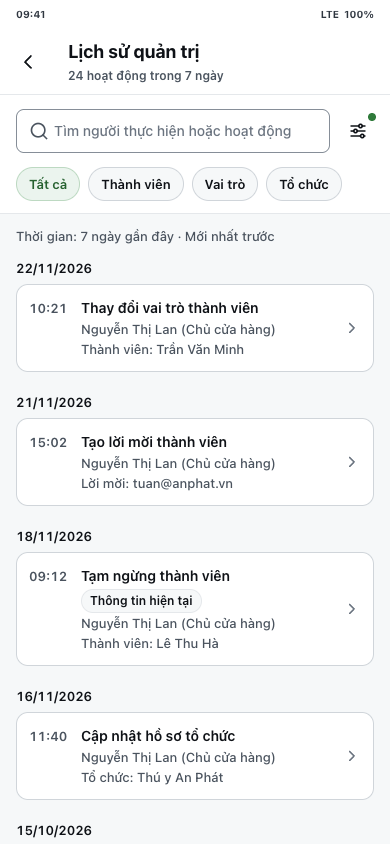 09:41
LTE 100%
Lịch sử quản trị
24 hoạt động trong 7 ngày
Tìm người thực hiện hoặc hoạt động
Tất cả
Thành viên
Vai trò
Tổ chức
Thời gian: 7 ngày gần đây · Mới nhất trước
22/11/2026
10:21
Thay đổi vai trò thành viên
Nguyễn Thị Lan (Chủ cửa hàng)
Thành viên: Trần Văn Minh
21/11/2026
15:02
Tạo lời mời thành viên
Nguyễn Thị Lan (Chủ cửa hàng)
Lời mời: tuan@anphat.vn
18/11/2026
09:12
Tạm ngừng thành viên
Thông tin hiện tại
Nguyễn Thị Lan (Chủ cửa hàng)
Thành viên: Lê Thu Hà
16/11/2026
11:40
Cập nhật hồ sơ tổ chức
Nguyễn Thị Lan (Chủ cửa hàng)
Tổ chức: Thú y An Phát
15/10/2026